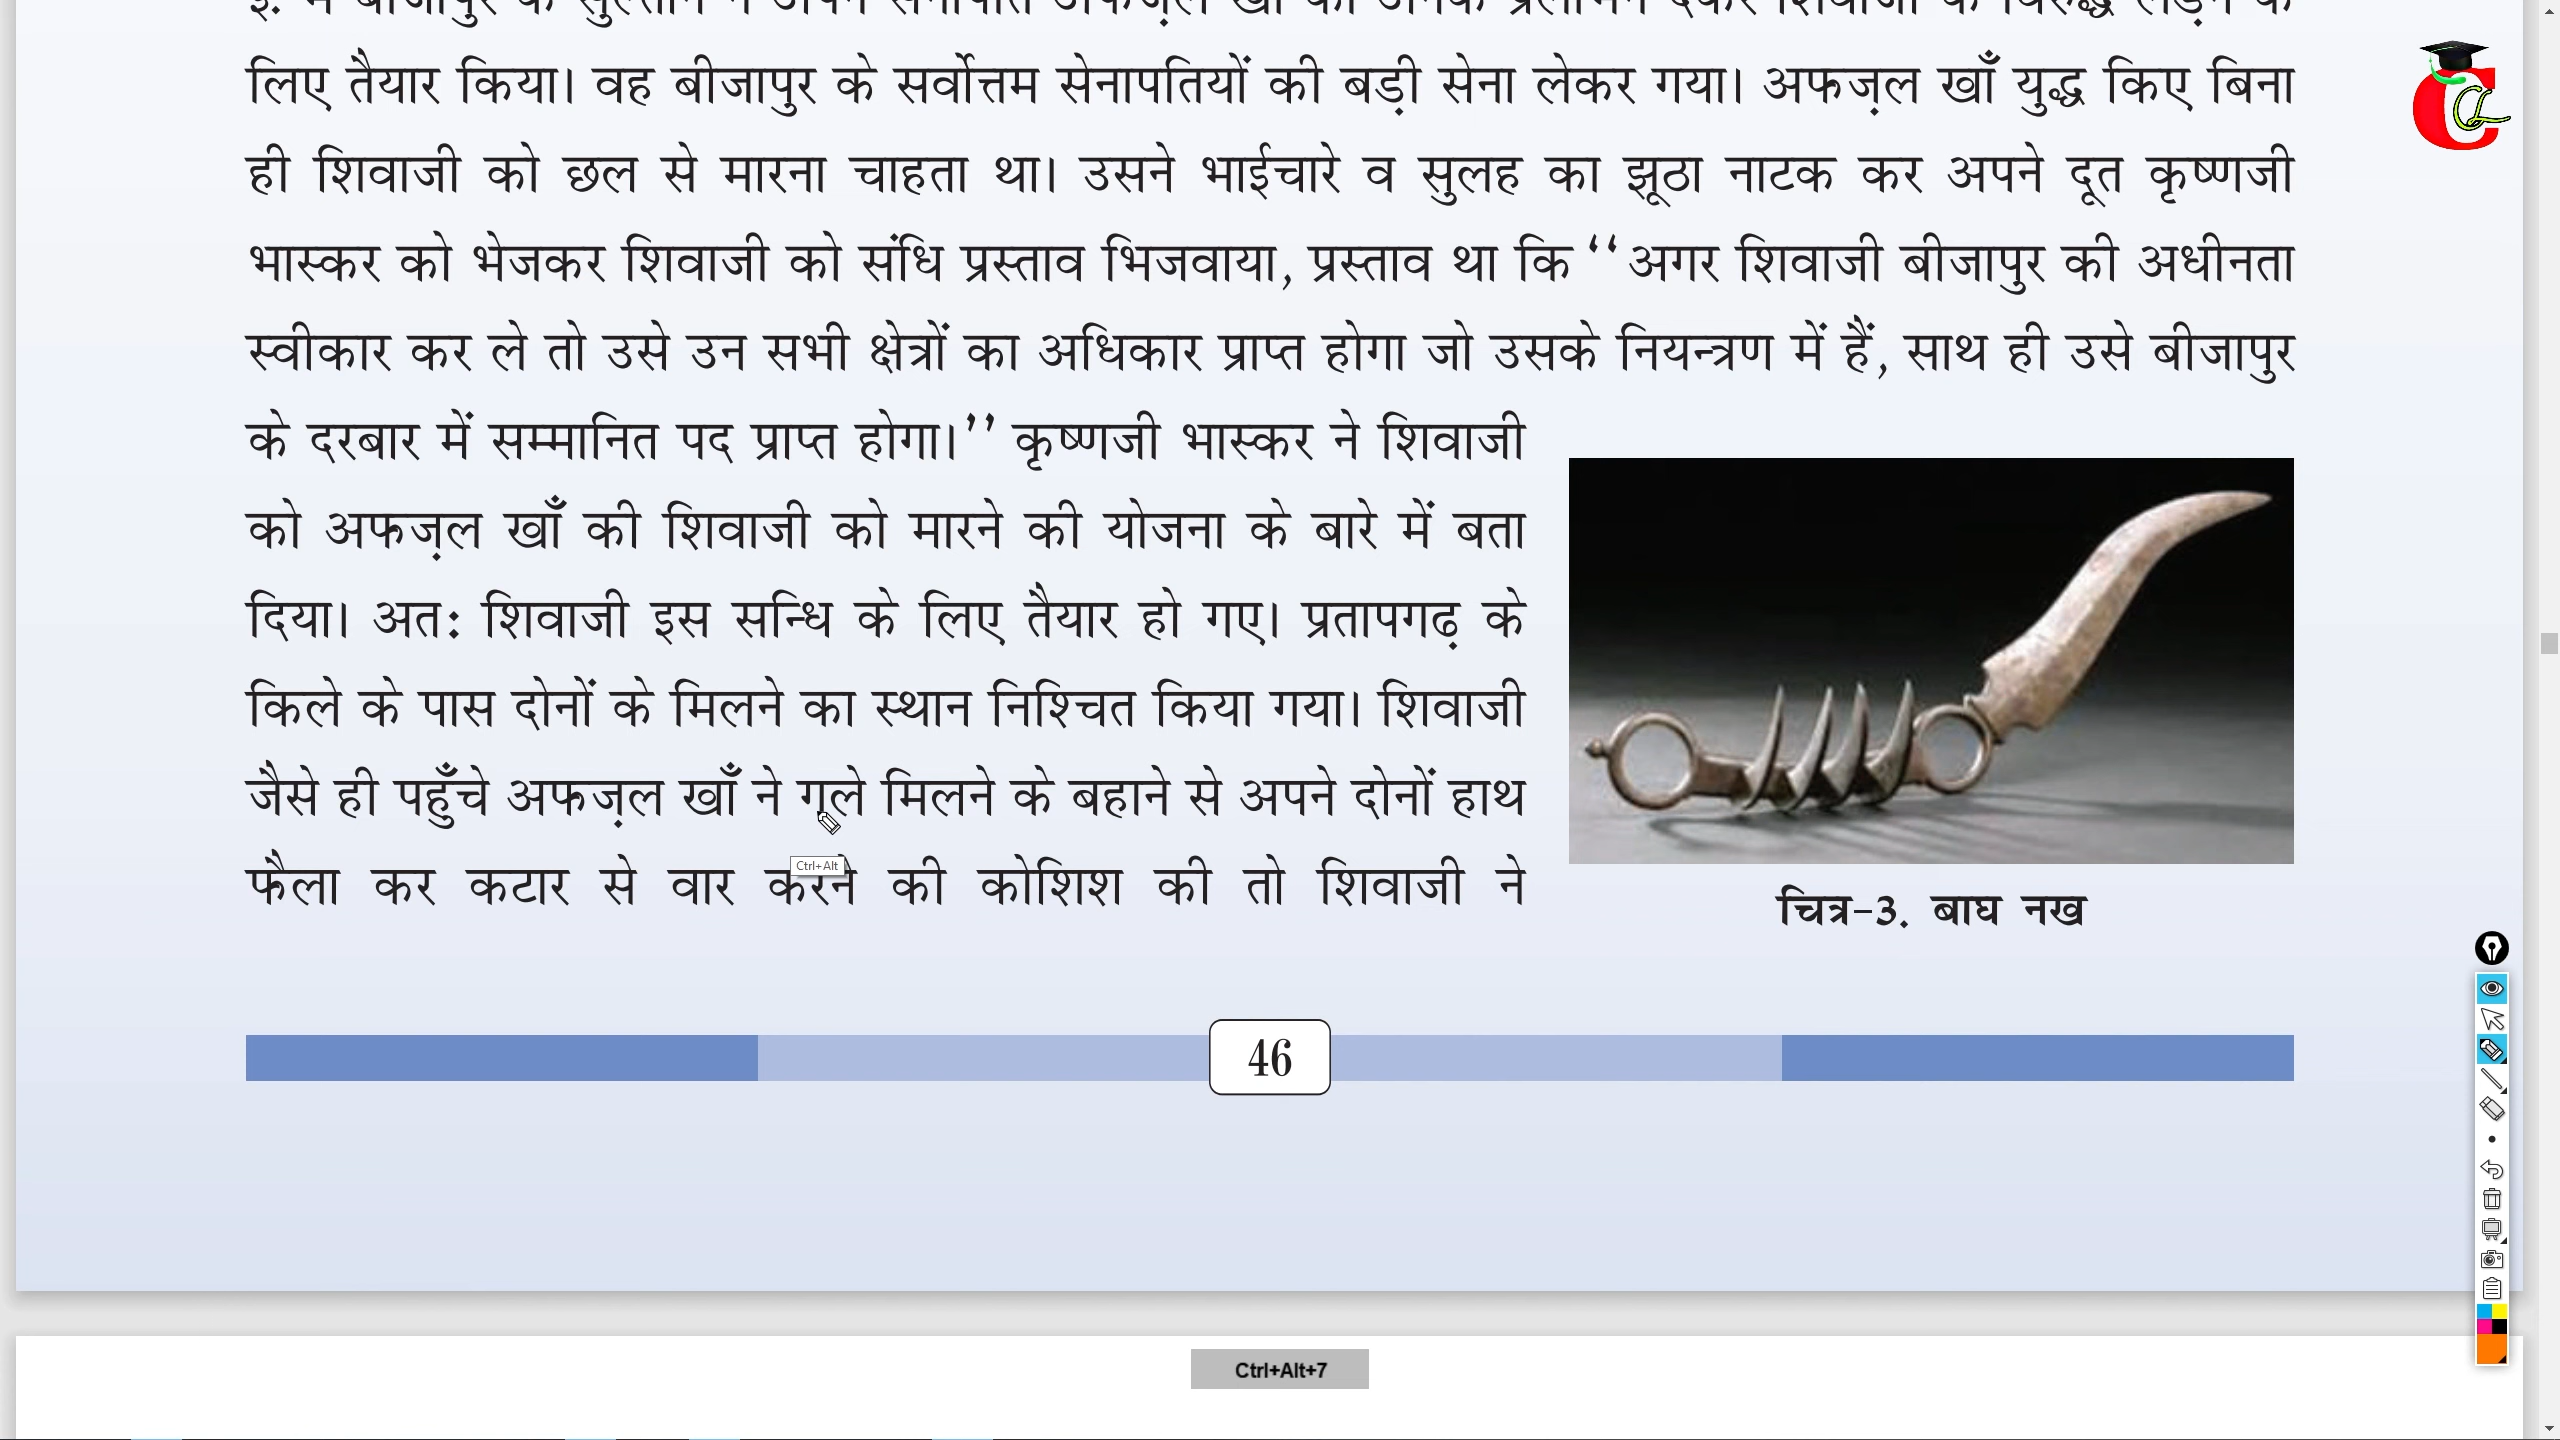 लिए तैयार किया। वह बीजापुर के सर्वोत्तम सेनापतियों की बड़ी सेना लेकर गया। अफज़ल खाँ युद्ध किए बिना
ही शिवाजी को छल से मारना चाहता था। उसने भाईचारे व सुलह का झूठा नाटक कर अपने दूत कृष्णजी
भास्कर को भेजकर शिवाजी को संधि प्रस्ताव भिजवाया, प्रस्ताव था कि ‘‘अगर शिवाजी बीजापुर की अधीनता
स्वीकार कर ले तो उसे उन सभी क्षेत्रों का अधिकार प्राप्त होगा जो उसके नियन्त्रण में हैं, साथ ही उसे बीजापुर
के दरबार में सम्मानित पद प्राप्त होगा।’’ कृष्णजी भास्कर ने शिवाजी
को अफज़ल खाँ की शिवाजी को मारने की योजना के बारे में बता
दिया। अतः शिवाजी इस सन्धि के लिए तैयार हो गए। प्रतापगढ़ के
किले के पास दोनों के मिलने का स्थान निश्चित किया गया। शिवाजी
जैसे ही पहुँचे अफज़ल खाँ ने गले मिलने के बहाने से अपने दोनों हाथ
फैला कर कटार से वार करने की कोशिश की तो शिवाजी ने
Ctrl+Alt
चित्र-3. बाघ नख
46
Ctrl+Alt+7